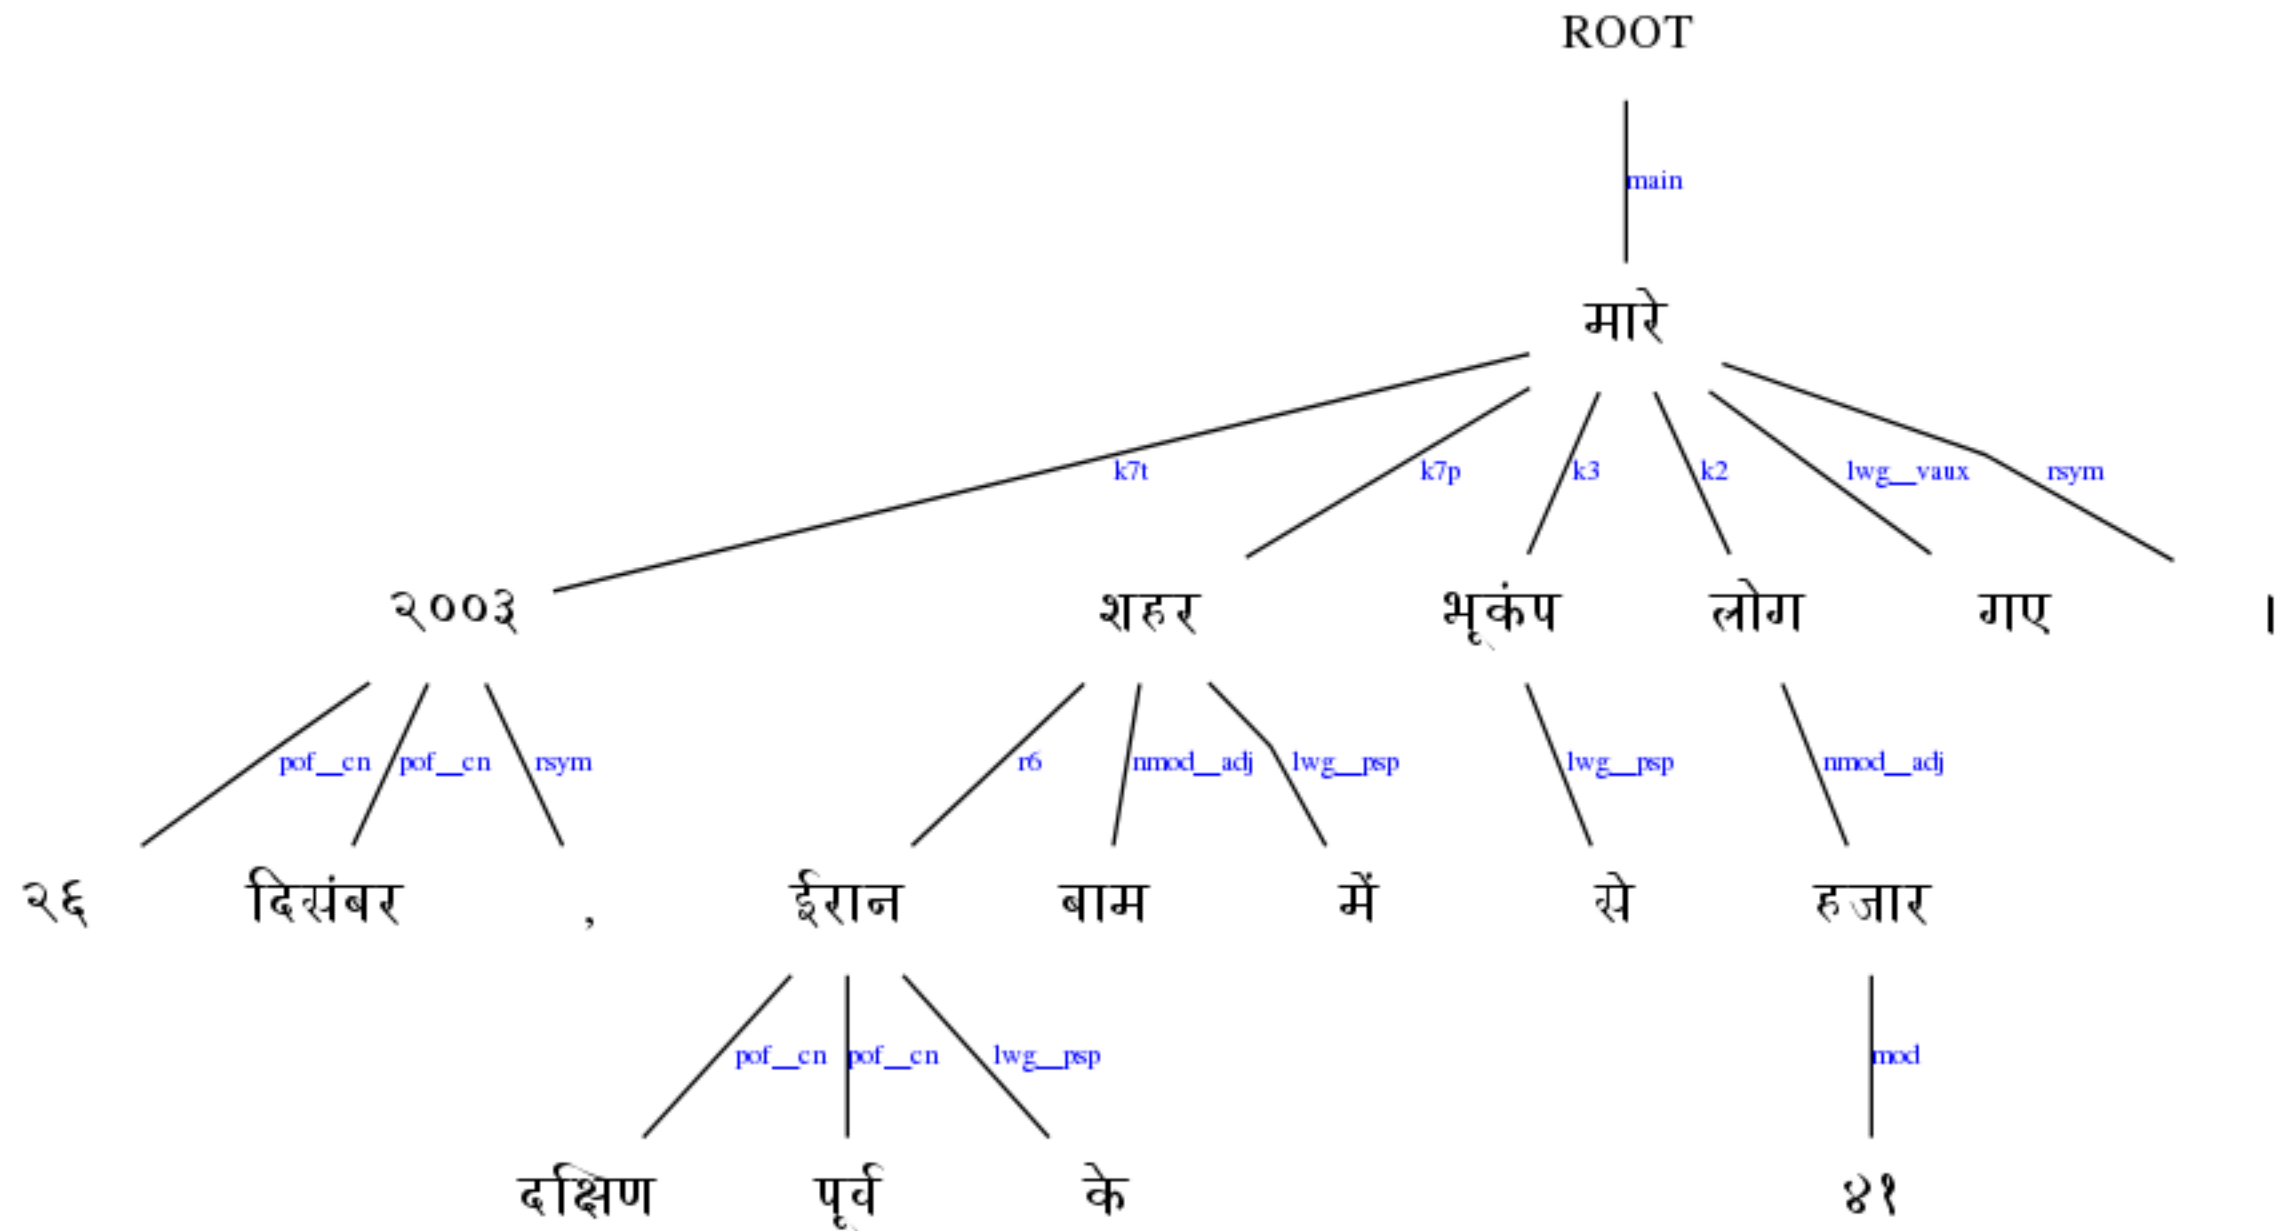 ROOT
main
मारे
k7t k7p k3 k2 lwg__vaux rsym
२००३ शहर भूकंप लोग गए ।
pof__cn pof__cn rsym r6 nmod__adj lwg__psp lwg__psp nmod__adj
२६ दिसंबर , ईरान बाम में से हजार
pof__cn pof__cn lwg__psp mod
दक्षिण पूर्व के ४१